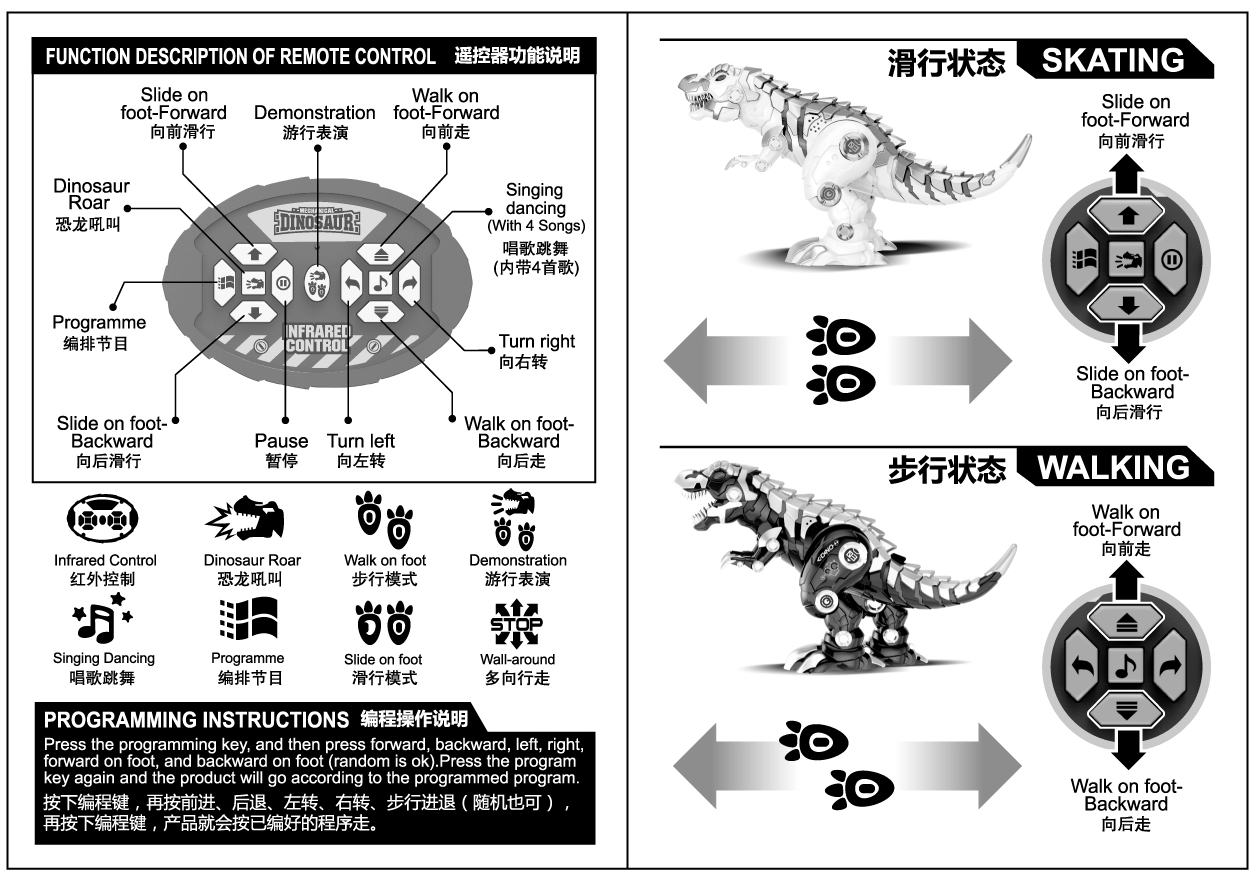 FUNCTION DESCRIPTION OF REMOTE CONTROL 遥控器功能说明
Slide on
foot-Forward
向前滑行
Demonstration
游行表演
Walk on
foot-Forward
向前走
Dinosaur
Roar
恐龙吼叫
Singing
dancing
(With 4 Songs)
唱歌跳舞
(内带4首歌)
MECHANICAL
DINOSAUR
INFRARED
CONTROL
Programme
编排节目
Turn right
向右转
Slide on foot-
Backward
向后滑行
Pause
暂停
Turn left
向左转
Walk on foot-
Backward
向后走
Infrared Control
红外控制
Dinosaur Roar
恐龙吼叫
Walk on foot
步行模式
Demonstration
游行表演
Singing Dancing
唱歌跳舞
Programme
编排节目
Slide on foot
滑行模式
STOP
Wall-around
多向行走
PROGRAMMING INSTRUCTIONS 编程操作说明
Press the programming key, and then press forward, backward, left, right,
forward on foot, and backward on foot (random is ok).Press the program
key again and the product will go according to the programmed program.
按下编程键，再按前进、后退、左转、右转、步行进退（随机也可），
再按下编程键，产品就会按已编好的程序走。
滑行状态 SKATING
Slide on
foot-Forward
向前滑行
Slide on foot-
Backward
向后滑行
步行状态 WALKING
Walk on
foot-Forward
向前走
Walk on foot-
Backward
向后走